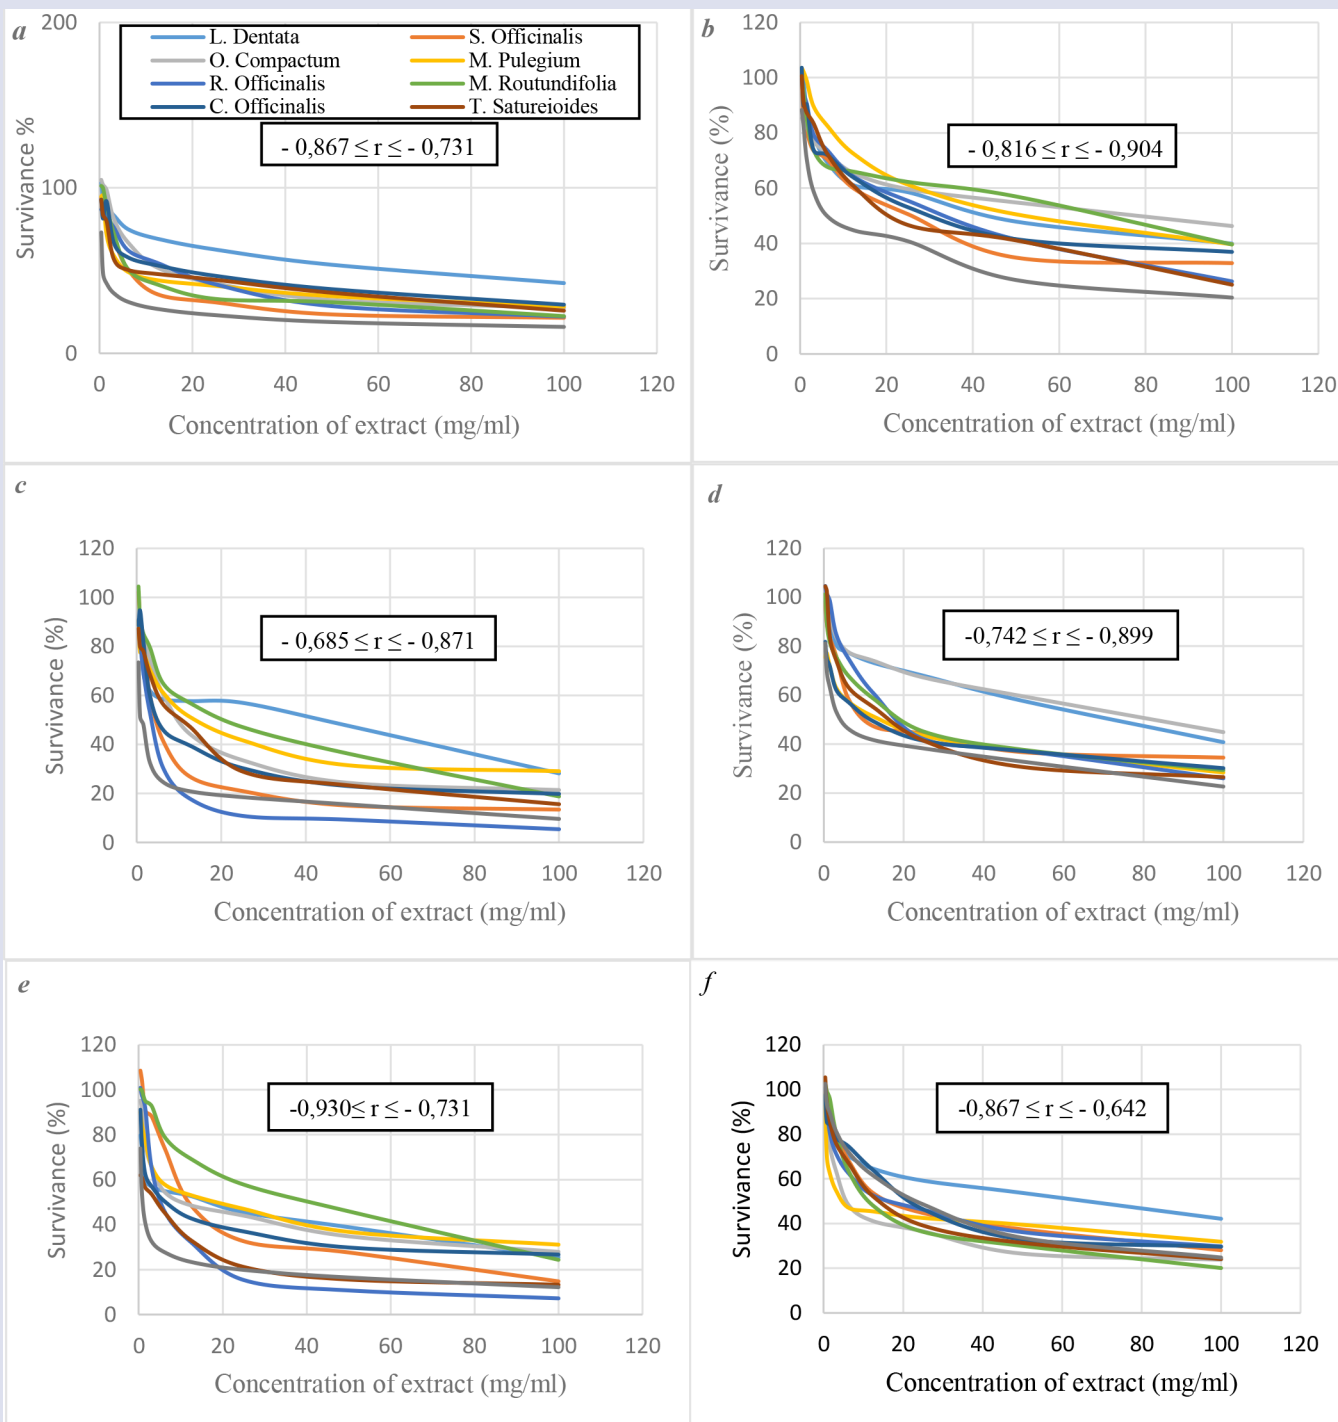 a
200
100
0
0 20 40 60 80 100 120
Survivance %
Concentration of extract (mg/ml)
L. Dentata
S. Officinalis
O. Compactum
M. Pulegium
R. Officinalis
M. Routundifolia
C. Officinalis
T. Satureioides
- 0,867 ≤ r ≤ - 0,731
b
120
100
80
60
40
20
0
0 20 40 60 80 100 120
Survivance (%)
Concentration of extract (mg/ml)
- 0,816 ≤ r ≤ - 0,904
c
120
100
80
60
40
20
0
0 20 40 60 80 100 120
Survivance (%)
Concentration of extract (mg/ml)
- 0,685 ≤ r ≤ - 0,871
d
120
100
80
60
40
20
0
0 20 40 60 80 100 120
Survivance (%)
Concentration of extract (mg/ml)
-0,742 ≤ r ≤ - 0,899
e
120
100
80
60
40
20
0
0 20 40 60 80 100 120
Survivance (%)
Concentration of extract (mg/ml)
-0,930≤ r ≤ - 0,731
f
120
100
80
60
40
20
0
0 20 40 60 80 100 120
Survivance (%)
Concentration of extract (mg/ml)
-0,867 ≤ r ≤ - 0,642